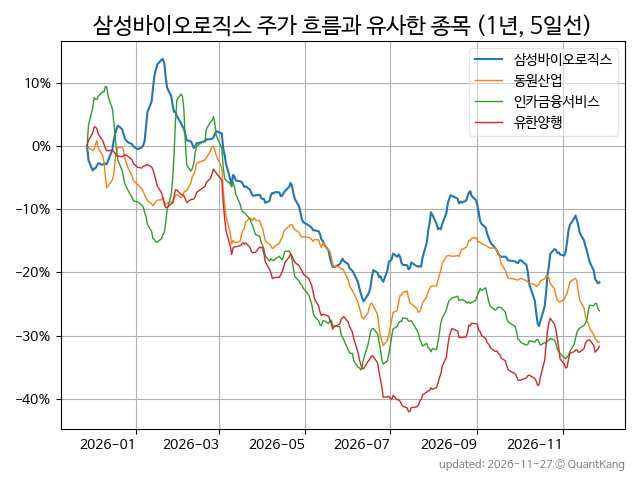 삼성바이오로직스 주가 흐름과 유사한 종목 (1년, 5일선)
삼성바이오로직스
동원산업
인카금융서비스
유한양행
10%
0%
−10%
−20%
−30%
−40%
2026-01 2026-03 2026-05 2026-07 2026-09 2026-11
updated: 2026-11-27 © QuantKang